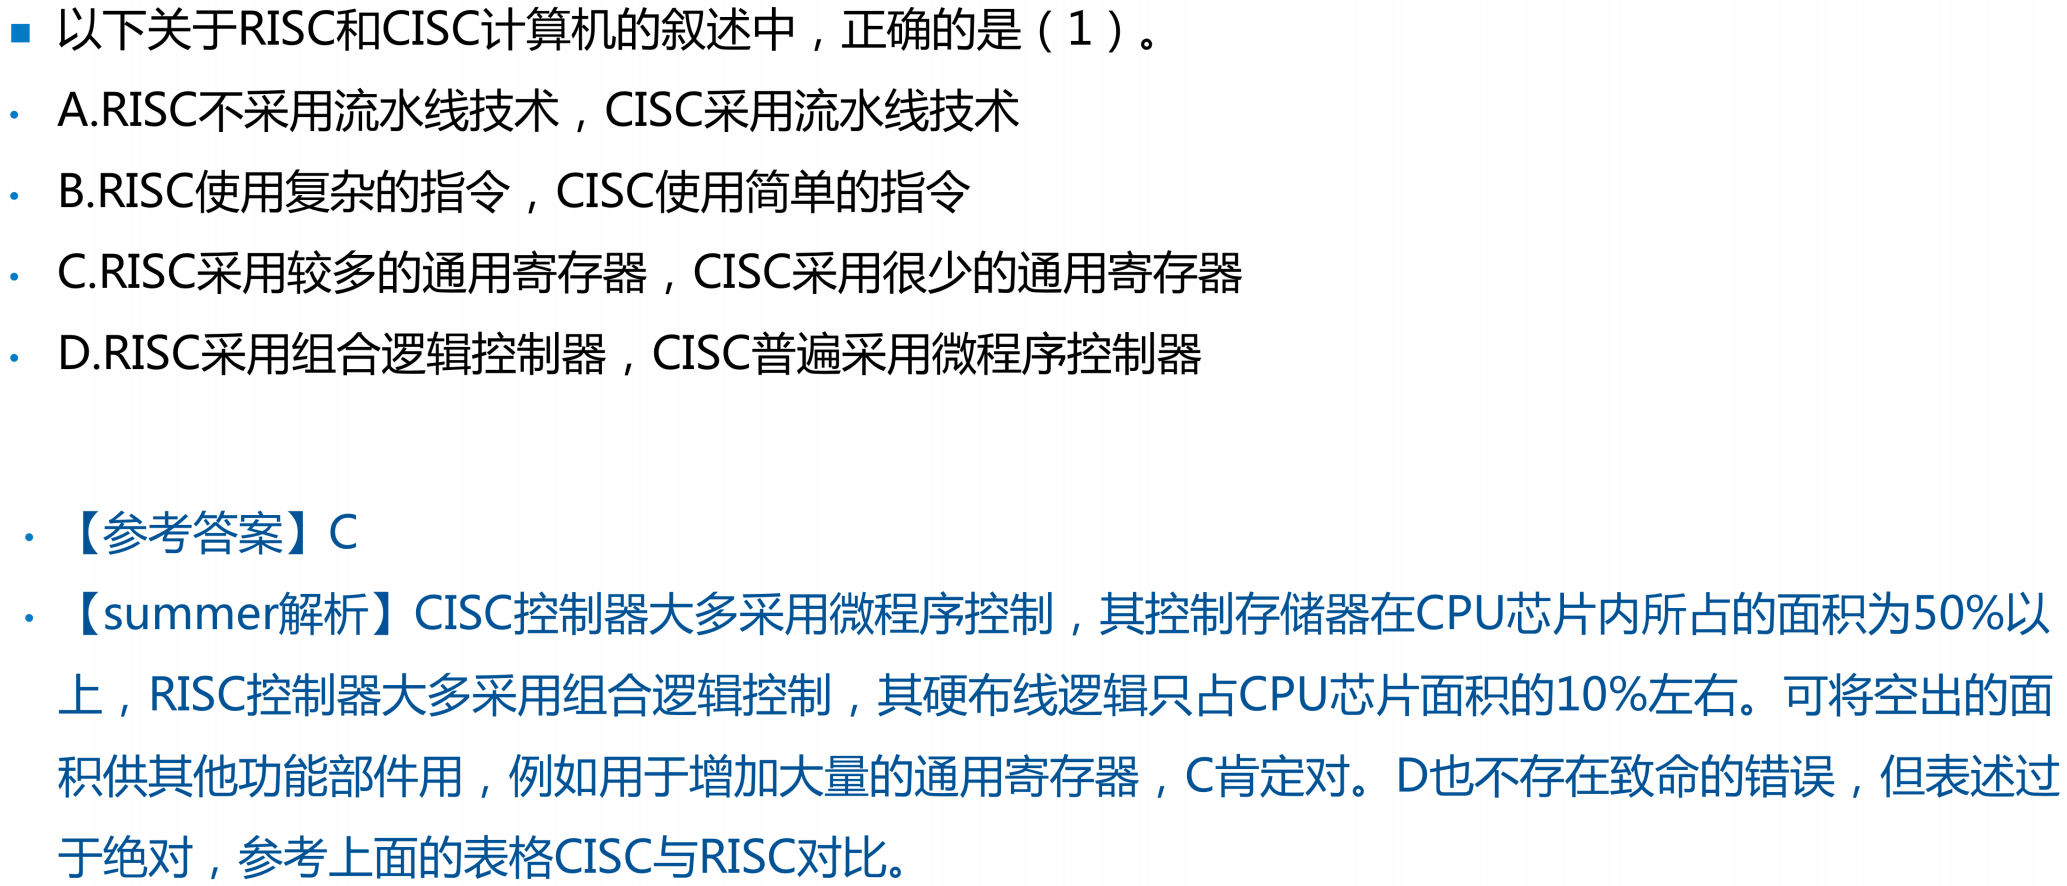 以下关于RISC和CISC计算机的叙述中，正确的是（1）。
A.RISC不采用流水线技术，CISC采用流水线技术
B.RISC使用复杂的指令，CISC使用简单的指令
C.RISC采用较多的通用寄存器，CISC采用很少的通用寄存器
D.RISC采用组合逻辑控制器，CISC普遍采用微程序控制器
【参考答案】C
【summer解析】CISC控制器大多采用微程序控制，其控制存储器在CPU芯片内所占的面积为50%以
上，RISC控制器大多采用组合逻辑控制，其硬布线逻辑只占CPU芯片面积的10%左右。可将空出的面
积供其他功能部件用，例如用于增加大量的通用寄存器，C肯定对。D也不存在致命的错误，但表述过
于绝对，参考上面的表格CISC与RISC对比。